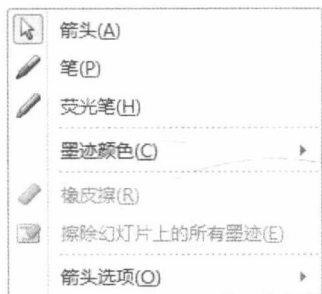 箭头(A)
笔(P)
荧光笔(H)
墨迹颜色(C)
橡皮擦(R)
擦除幻灯片上的所有墨迹(E)
箭头选项(O)